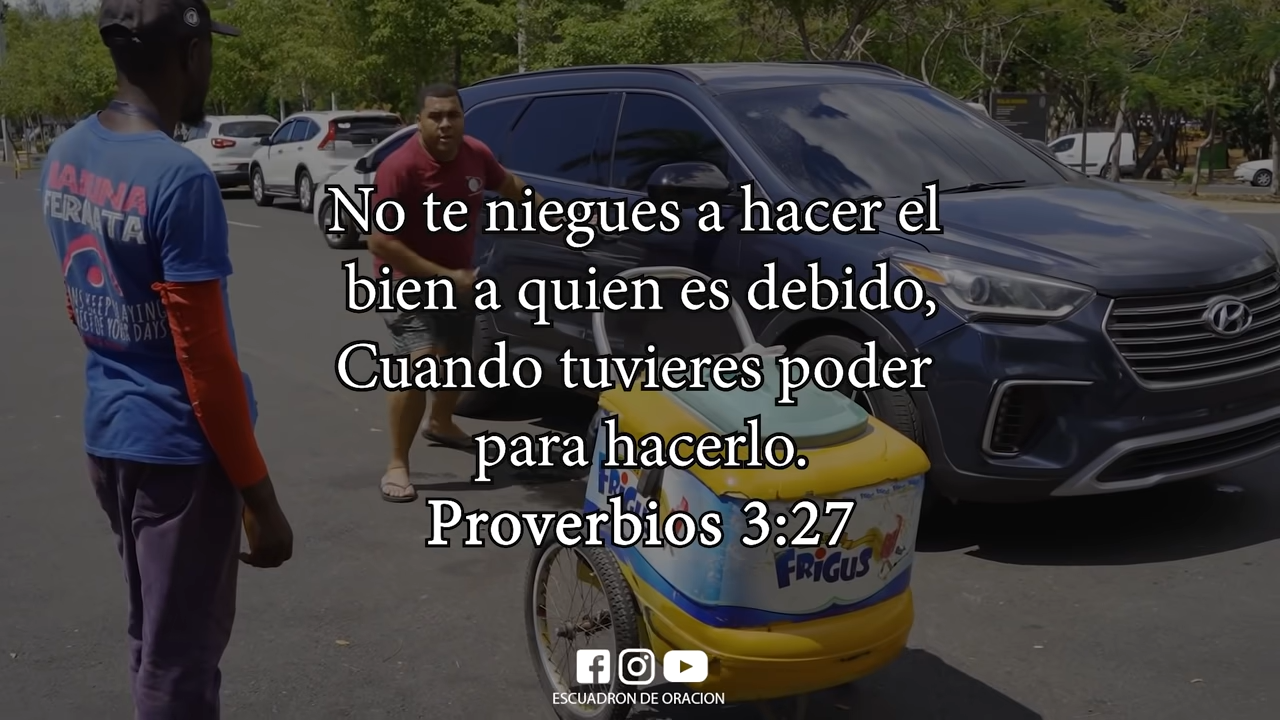 No te niegues a hacer el
bien a quien es debido,
Cuando tuvieres poder
para hacerlo.
Proverbios 3:27
FRiGUS
ESCUADRON DE ORACION